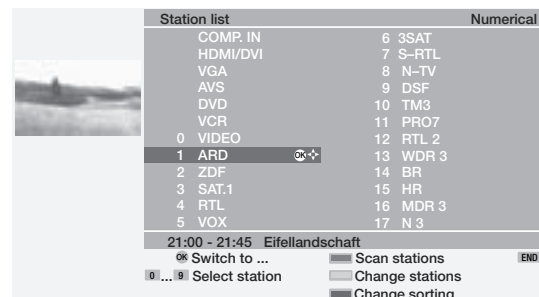 Station list Numerical
COMP. IN
HDMI/DVI
VGA
AVS
DVD
VCR
0 VIDEO
1 ARD OK
2 ZDF
3 SAT.1
4 RTL
5 VOX
6 3SAT
7 S–RTL
8 N–TV
9 DSF
10 TM3
11 PRO7
12 RTL 2
13 WDR 3
14 BR
15 HR
16 MDR 3
17 N 3
21:00 - 21:45 Eifellandschaft
OK Switch to ...
0 ... 9 Select station
Scan stations
Change stations
Change sorting
END